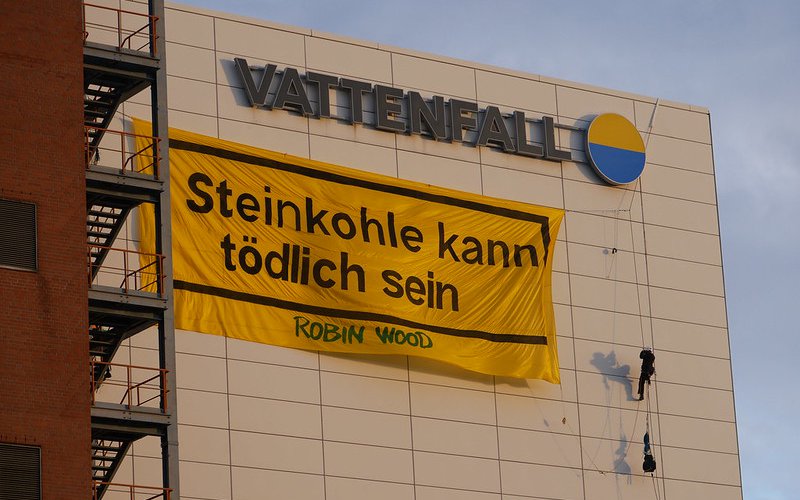 VATTENFALL
Steinkohle kann
tödlich sein
ROBIN WOOD